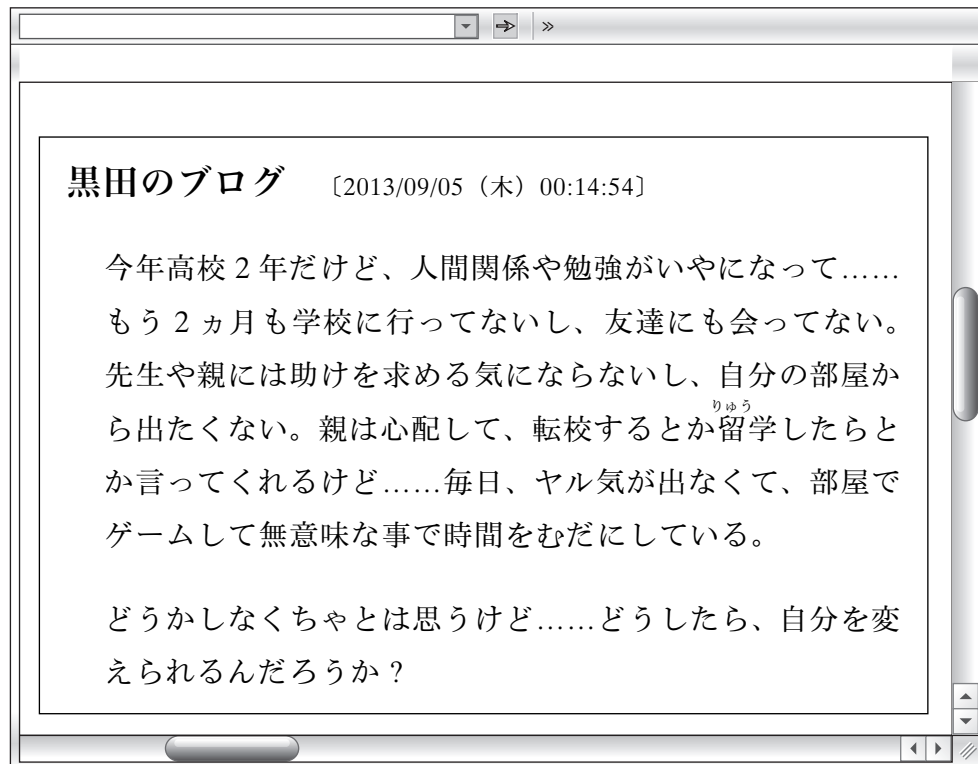 黒田のブログ 〔2013/09/05（木）00:14:54〕
今年高校2年だけど、人間関係や勉強がいやになって……
もう2ヵ月も学校に行ってないし、友達にも会ってない。
先生や親には助けを求める気にならないし、自分の部屋か
りゅう
ら出たくない。親は心配して、転校するとか留学したらと
か言ってくれるけど……毎日、ヤル気が出なくて、部屋で
ゲームして無意味な事で時間をむだにしている。
どうかしなくちゃとは思うけど……どうしたら、自分を変
えられるんだろうか？